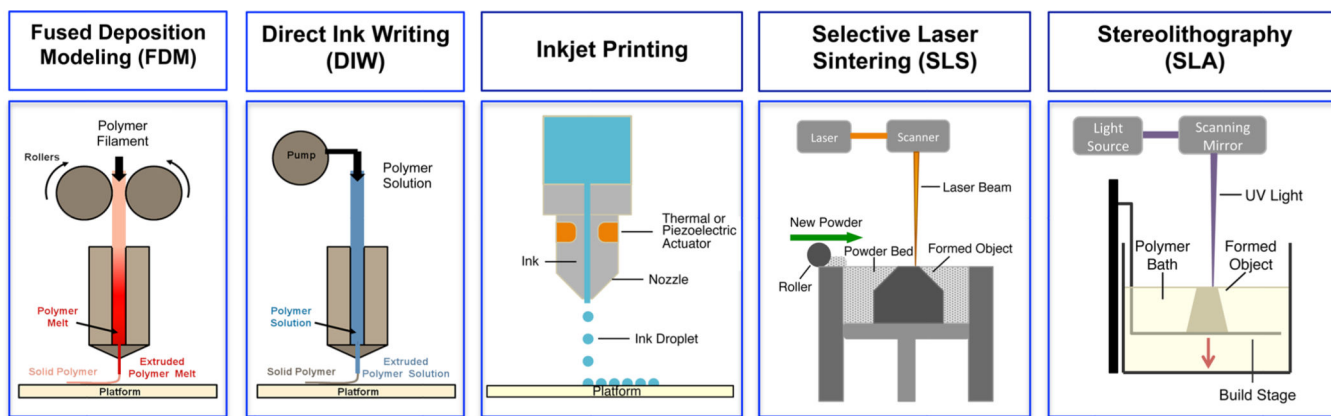 Fused Deposition
Modeling (FDM)
Direct Ink Writing
(DIW)
Inkjet Printing
Selective Laser
Sintering (SLS)
Stereolithography
(SLA)
Polymer
Filament
Rollers
Polymer
Melt
Extruded
Polymer Melt
Solid Polymer
Platform
Pump
Polymer
Solution
Polymer
Solution
Extruded
Polymer Solution
Solid Polymer
Platform
Thermal or
Piezoelectric
Actuator
Ink
Nozzle
Ink Droplet
Platform
Laser
Scanner
Laser Beam
New Powder
Powder Bed
Formed Object
Roller
Light
Source
Scanning
Mirror
UV Light
Polymer
Bath
Formed
Object
Build Stage